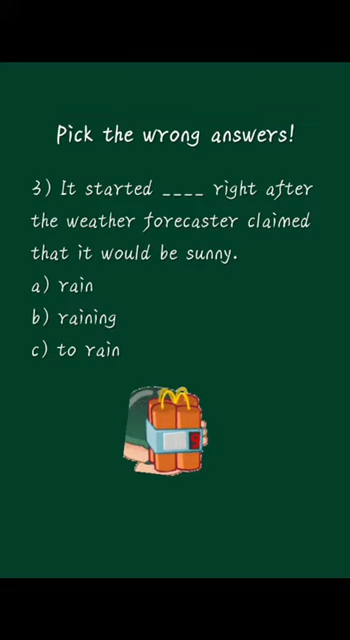 Pick the wrong answers!
3) It started ____ right after
the weather forecaster claimed
that it would be sunny.
a) rain
b) raining
c) to rain